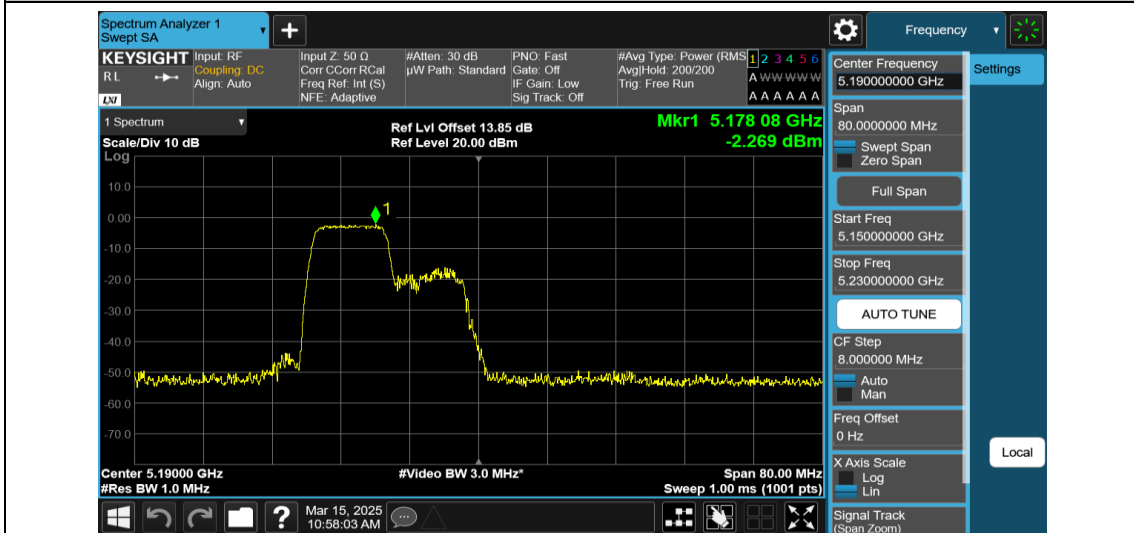 Spectrum Analyzer 1
Swept SA
+
Frequency
KEYSIGHT
RL
LXI
Input: RF
Coupling: DC
Align: Auto
Input Z: 50 Ω
Corr CCorr RCal
Freq Ref: Int (S)
NFE: Adaptive
#Atten: 30 dB
µW Path: Standard
PNO: Fast
Gate: Off
IF Gain: Low
Sig Track: Off
#Avg Type: Power (RMS
Avg|Hold: 200/200
Trig: Free Run
1 2 3 4 5 6
A W W W W W
A A A A A A
1 Spectrum
Scale/Div 10 dB
Log
Ref Lvl Offset 13.85 dB
Ref Level 20.00 dBm
Mkr1 5.178 08 GHz
-2.269 dBm
1
10.0
0.00
-10.0
-20.0
-30.0
-40.0
-50.0
-60.0
-70.0
Center 5.19000 GHz
#Res BW 1.0 MHz
#Video BW 3.0 MHz*
Span 80.00 MHz
Sweep 1.00 ms (1001 pts)
?
Mar 15, 2025
10:58:03 AM
Center Frequency
5.190000000 GHz
Span
80.0000000 MHz
Swept Span
Zero Span
Full Span
Start Freq
5.150000000 GHz
Stop Freq
5.230000000 GHz
AUTO TUNE
CF Step
8.000000 MHz
Auto
Man
Freq Offset
0 Hz
X Axis Scale
Log
Lin
Signal Track
(Span Zoom)
Settings
Local